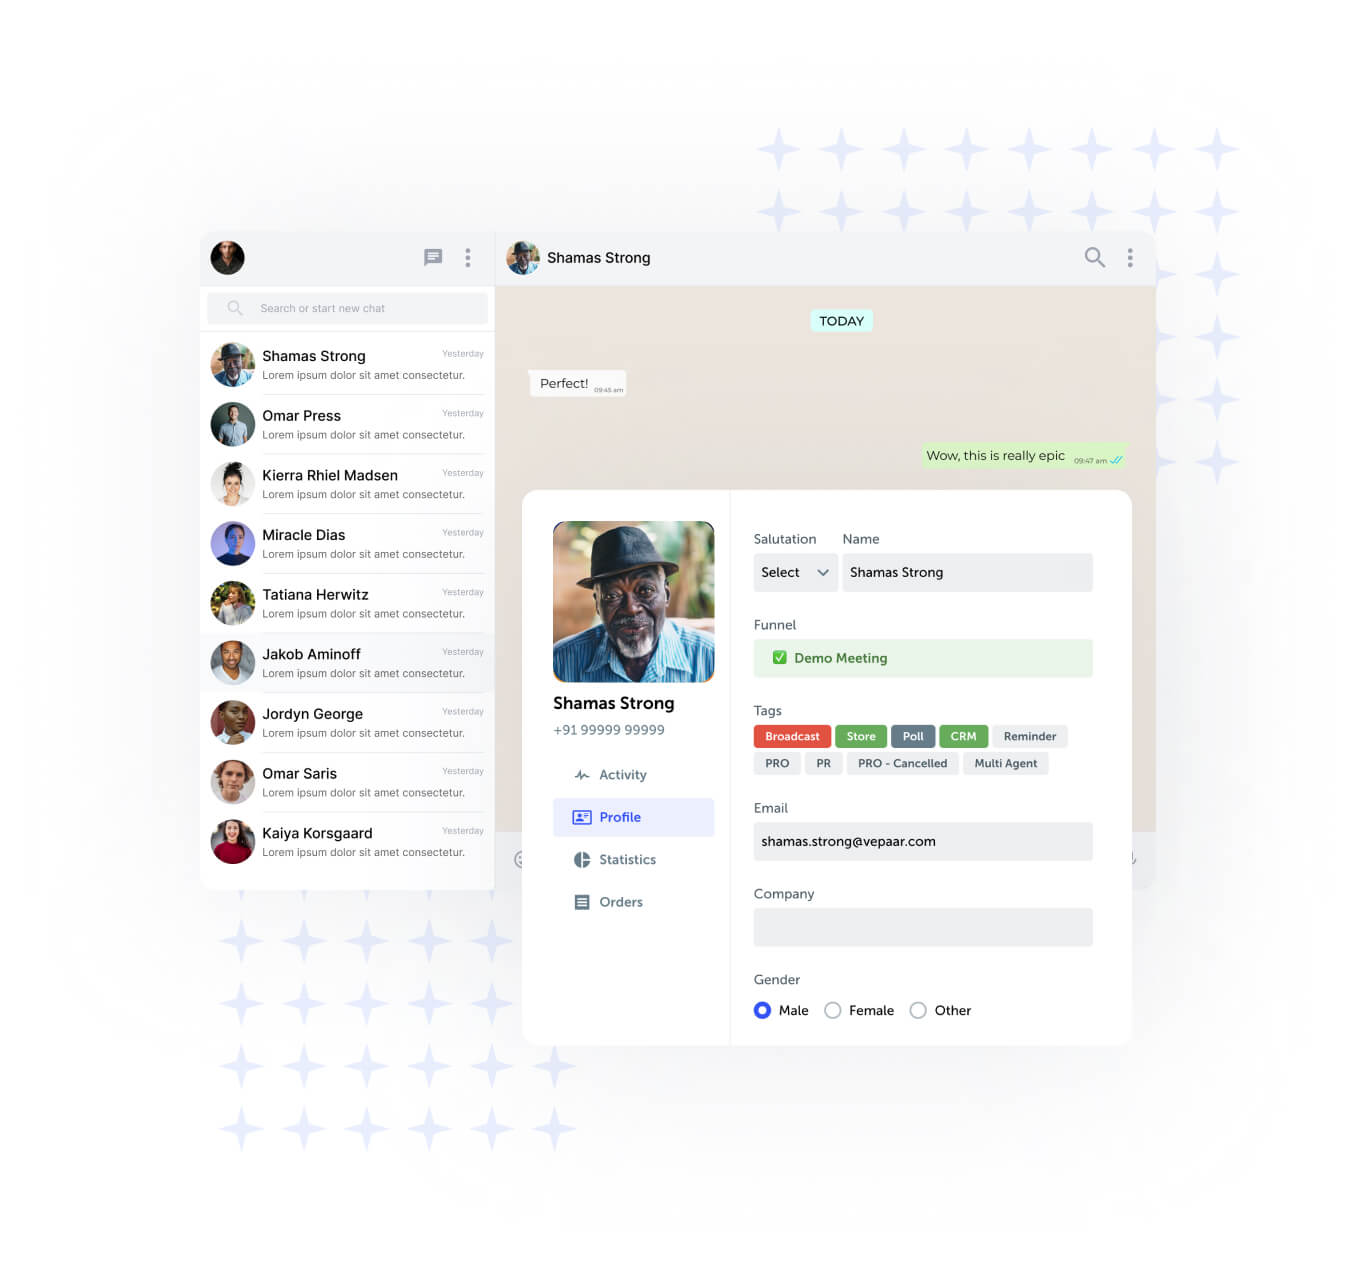 Shamas Strong
Search or start new chat
Shamas Strong Yesterday
Lorem ipsum dolor sit amet consectetur.
Omar Press Yesterday
Lorem ipsum dolor sit amet consectetur.
Kierra Rhiel Madsen Yesterday
Lorem ipsum dolor sit amet consectetur.
Miracle Dias Yesterday
Lorem ipsum dolor sit amet consectetur.
Tatiana Herwitz Yesterday
Lorem ipsum dolor sit amet consectetur.
Jakob Aminoff Yesterday
Lorem ipsum dolor sit amet consectetur.
Jordyn George Yesterday
Lorem ipsum dolor sit amet consectetur.
Omar Saris Yesterday
Lorem ipsum dolor sit amet consectetur.
Kaiya Korsgaard Yesterday
Lorem ipsum dolor sit amet consectetur.
TODAY
Perfect! 09:45 am
Wow, this is really epic 09:47 am
Shamas Strong
+91 99999 99999
Activity
Profile
Statistics
Orders
Salutation Name
Select Shamas Strong
Funnel
Demo Meeting
Tags
Broadcast Store Poll CRM Reminder
PRO PR PRO - Cancelled Multi Agent
Email
shamas.strong@vepaar.com
Company
Gender
Male Female Other